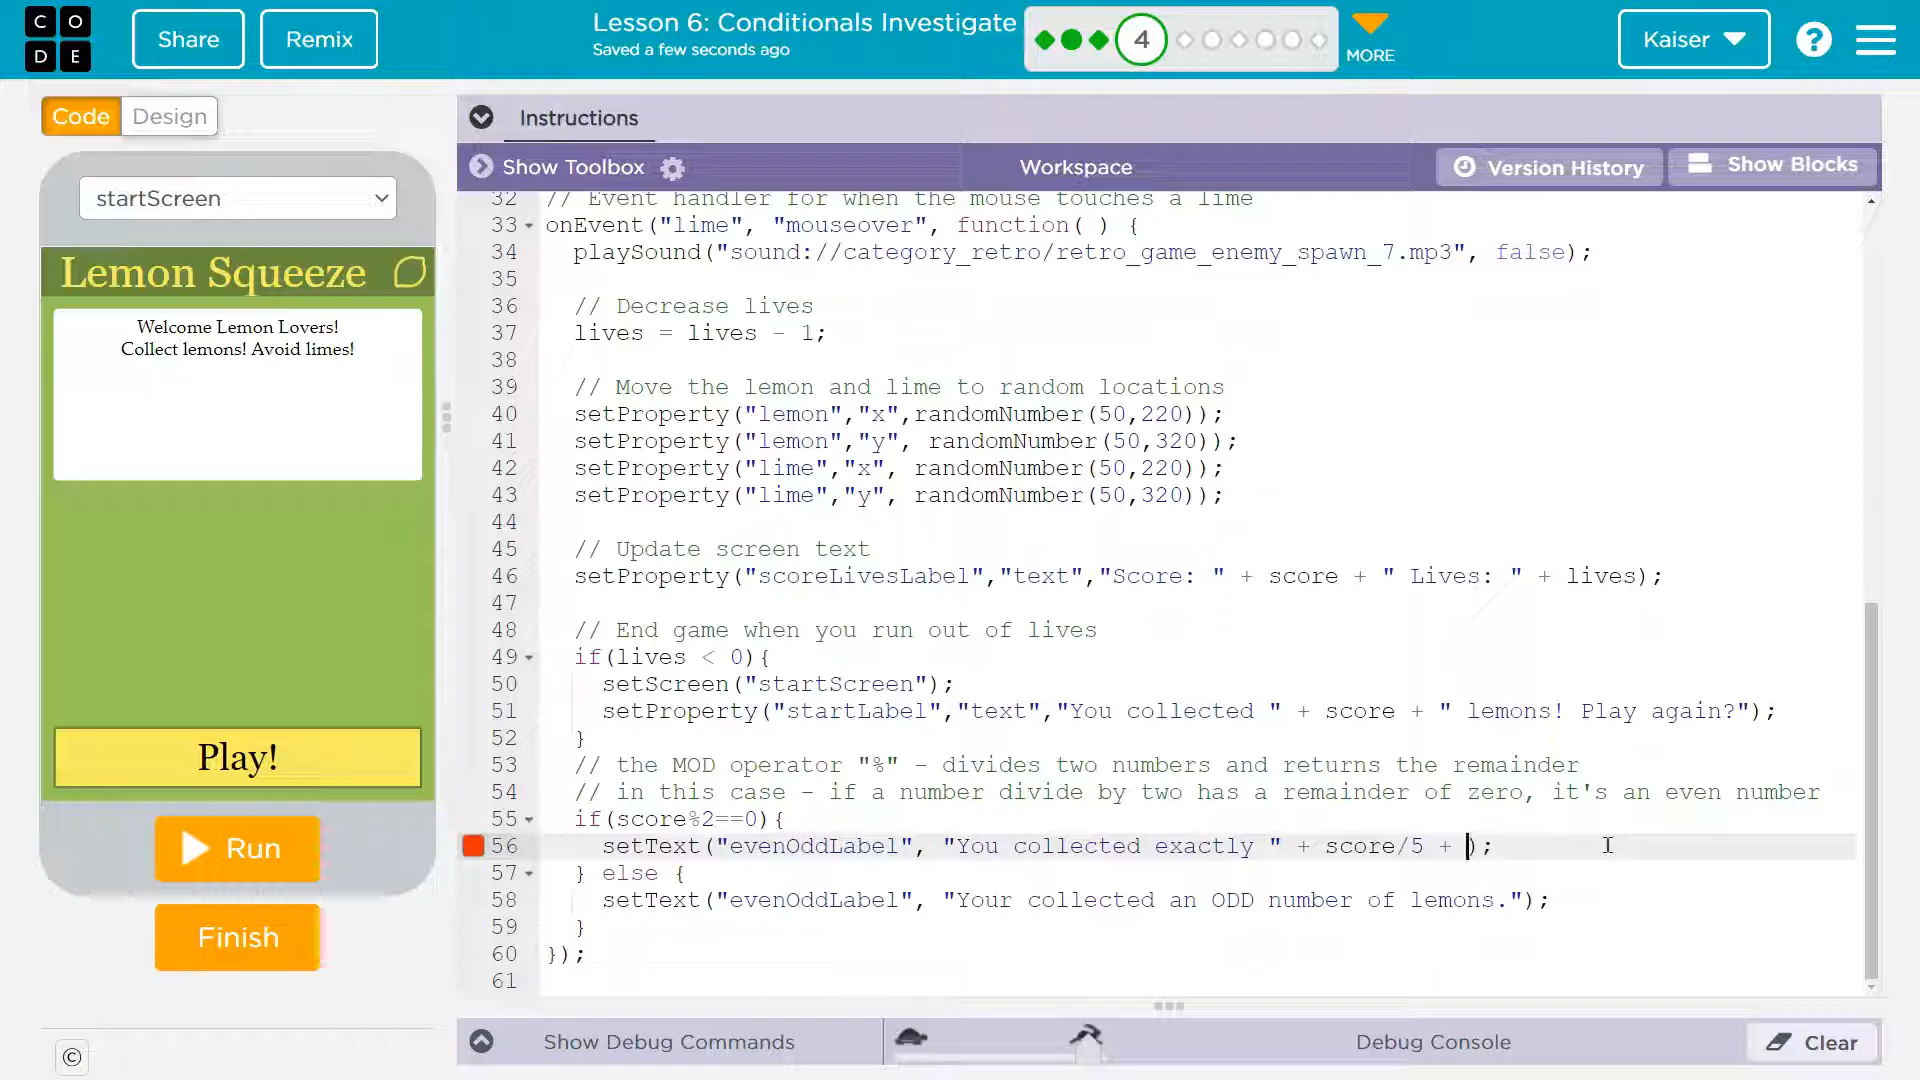 CO
DE
Share
Remix
Lesson 6: Conditionals Investigate
Saved a few seconds ago
4
MORE
Kaiser
?
Code
Design
Instructions
Show Toolbox
Workspace
Version History
Show Blocks
startScreen
Lemon Squeeze
Welcome Lemon Lovers!
Collect lemons! Avoid limes!
Play!
Run
Finish
©
32 // Event handler for when the mouse touches a lime
33 onEvent("lime", "mouseover", function( ) {
34 playSound("sound://category_retro/retro_game_enemy_spawn_7.mp3", false);
35
36 // Decrease lives
37 lives = lives - 1;
38
39 // Move the lemon and lime to random locations
40 setProperty("lemon","x",randomNumber(50,220));
41 setProperty("lemon","y", randomNumber(50,320));
42 setProperty("lime","x", randomNumber(50,220));
43 setProperty("lime","y", randomNumber(50,320));
44
45 // Update screen text
46 setProperty("scoreLivesLabel","text","Score: " + score + " Lives: " + lives);
47
48 // End game when you run out of lives
49 if(lives < 0){
50 setScreen("startScreen");
51 setProperty("startLabel","text","You collected " + score + " lemons! Play again?");
52 }
53 // the MOD operator "%" - divides two numbers and returns the remainder
54 // in this case - if a number divide by two has a remainder of zero, it's an even number
55 if(score%2==0){
56 setText("evenOddLabel", "You collected exactly " + score/5 + );
57 } else {
58 setText("evenOddLabel", "Your collected an ODD number of lemons.");
59 }
60 });
61
Show Debug Commands
Debug Console
Clear